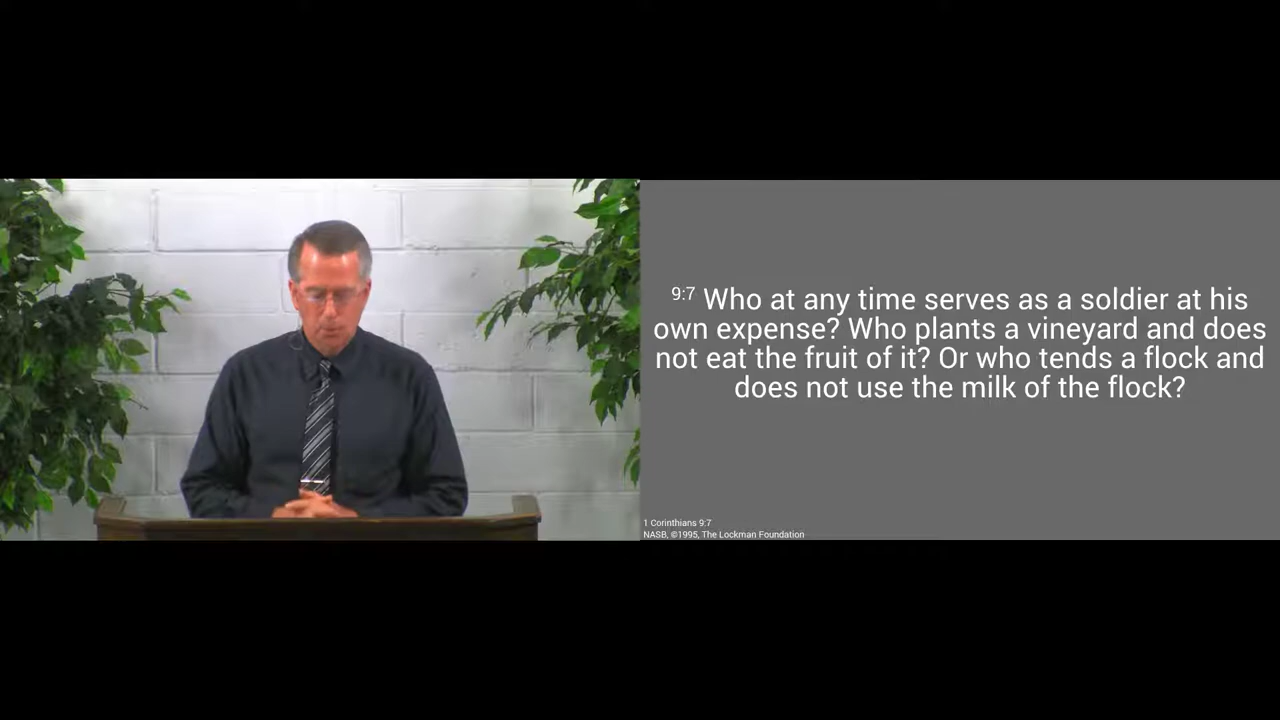 9:7 Who at any time serves as a soldier at his
own expense? Who plants a vineyard and does
not eat the fruit of it? Or who tends a flock and
does not use the milk of the flock?
1 Corinthians 9:7
NASB, ©1995, The Lockman Foundation